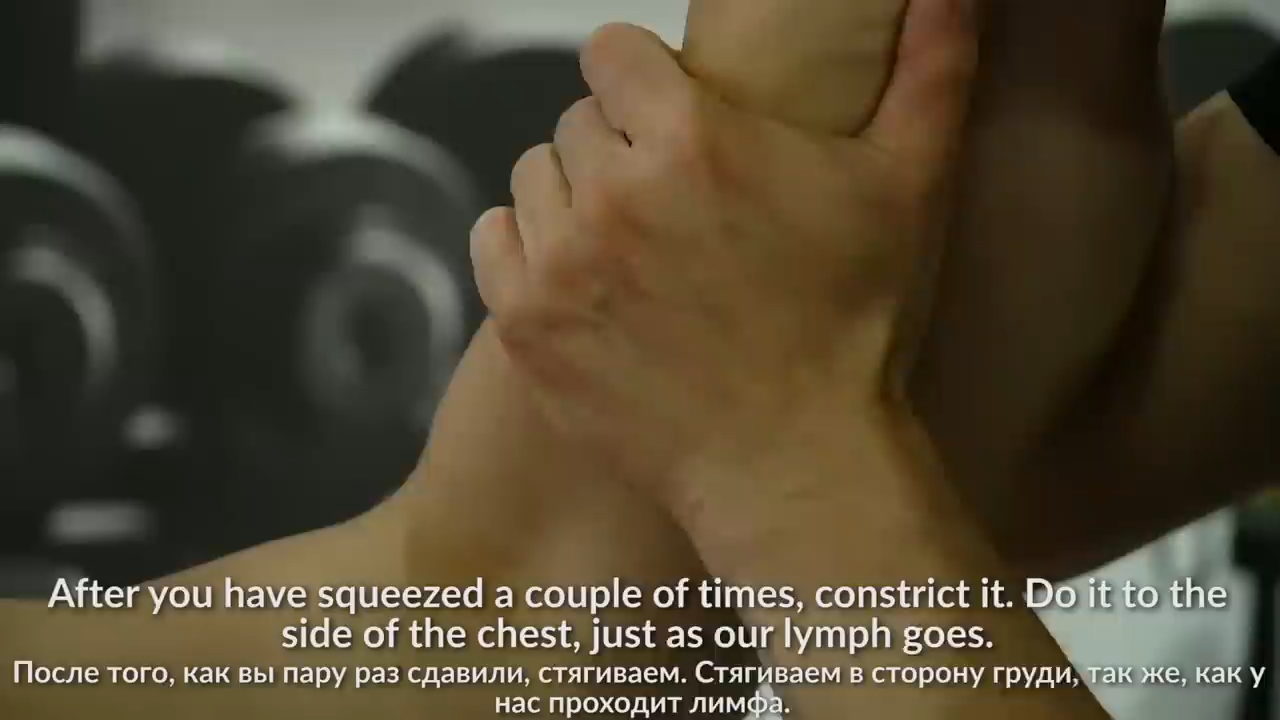 After you have squeezed a couple of times, constrict it. Do it to the
side of the chest, just as our lymph goes.
После того, как вы пару раз сдавили, стягиваем. Стягиваем в сторону груди, так же, как у
нас проходит лимфа.